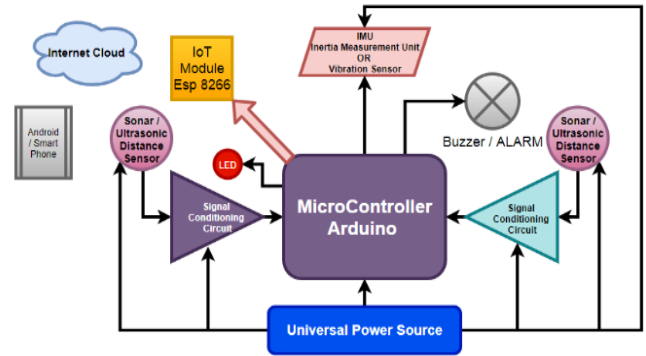 Internet Cloud
IoT
Module
Esp 8266
IMU
Inertia Measurement Unit
OR
Vibration Sensor
Android
/ Smart
Phone
Sonar /
Ultrasonic
Distance
Sensor
LED
Buzzer / ALARM
Sonar /
Ultrasonic
Distance
Sensor
Signal
Conditioning
Circuit
MicroController
Arduino
Signal
Conditioning
Circuit
Universal Power Source